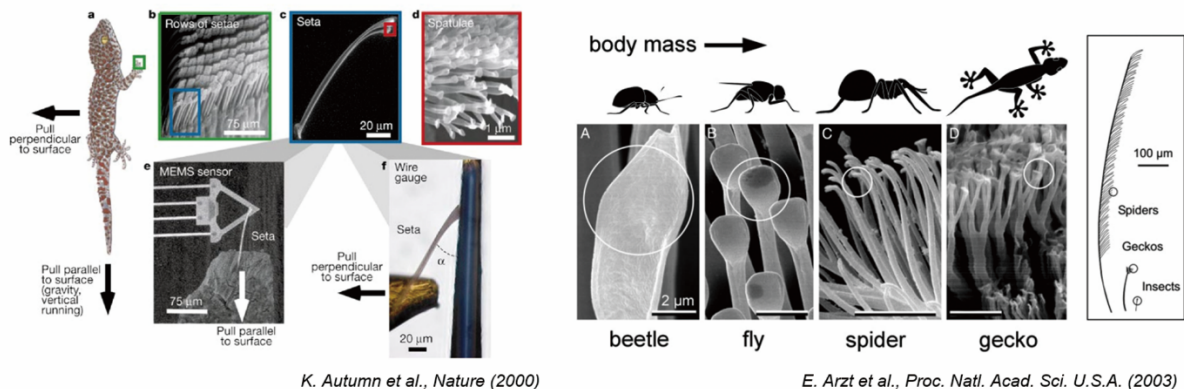 a
Pull
perpendicular
to surface
Pull parallel
to surface
(gravity,
vertical
running)
b
Rows of setae
75 µm
c
Seta
20 µm
d
Spatulae
1 µm
e
MEMS sensor
Seta
75 µm
Pull parallel
to surface
f
Wire
gauge
Seta
α
Pull
perpendicular
to surface
20 µm
K. Autumn et al., Nature (2000)
body mass
A
2 µm
B
C
D
beetle
fly
spider
gecko
100 µm
Spiders
Geckos
Insects
E. Arzt et al., Proc. Natl. Acad. Sci. U.S.A. (2003)